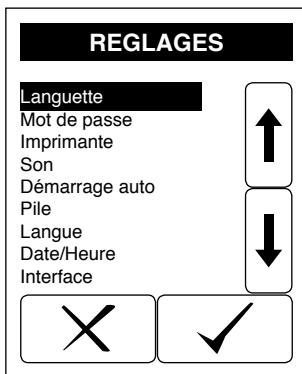 REGLAGES
Languette
Mot de passe
Imprimante
Son
Démarrage auto
Pile
Langue
Date/Heure
Interface